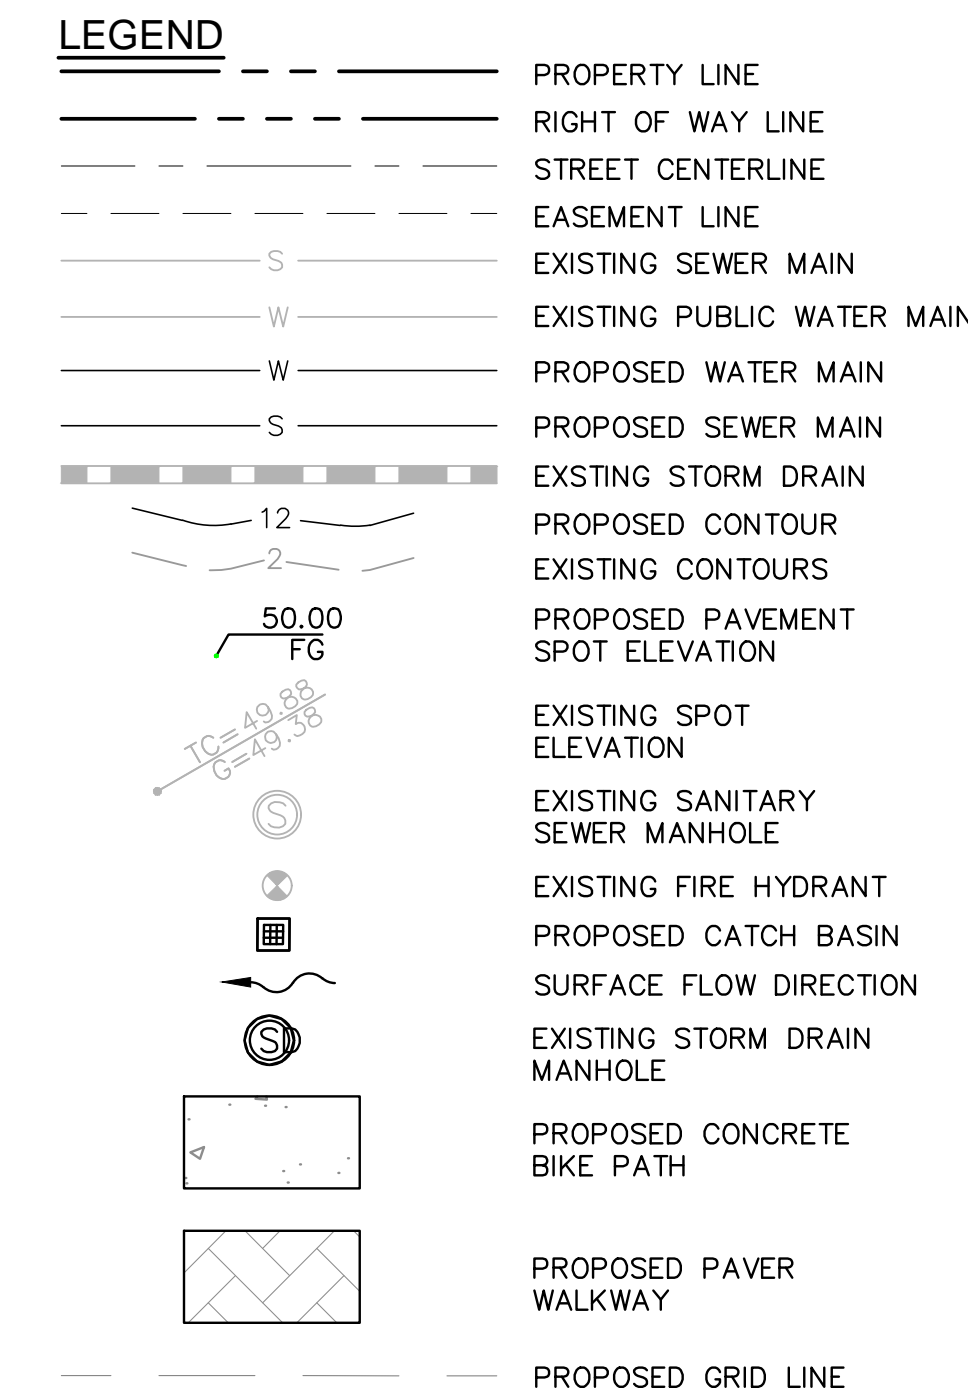 LEGEND
PROPERTY LINE
RIGHT OF WAY LINE
STREET CENTERLINE
EASEMENT LINE
S EXISTING SEWER MAIN
W EXISTING PUBLIC WATER MAIN
W PROPOSED WATER MAIN
S PROPOSED SEWER MAIN
EXSTING STORM DRAIN
12 PROPOSED CONTOUR
2 EXISTING CONTOURS
50.00 PROPOSED PAVEMENT
FG SPOT ELEVATION
TC=49.88 EXISTING SPOT
G=49.38 ELEVATION
S EXISTING SANITARY
SEWER MANHOLE
EXISTING FIRE HYDRANT
PROPOSED CATCH BASIN
SURFACE FLOW DIRECTION
SD EXISTING STORM DRAIN
MANHOLE
PROPOSED CONCRETE
BIKE PATH
PROPOSED PAVER
WALKWAY
PROPOSED GRID LINE